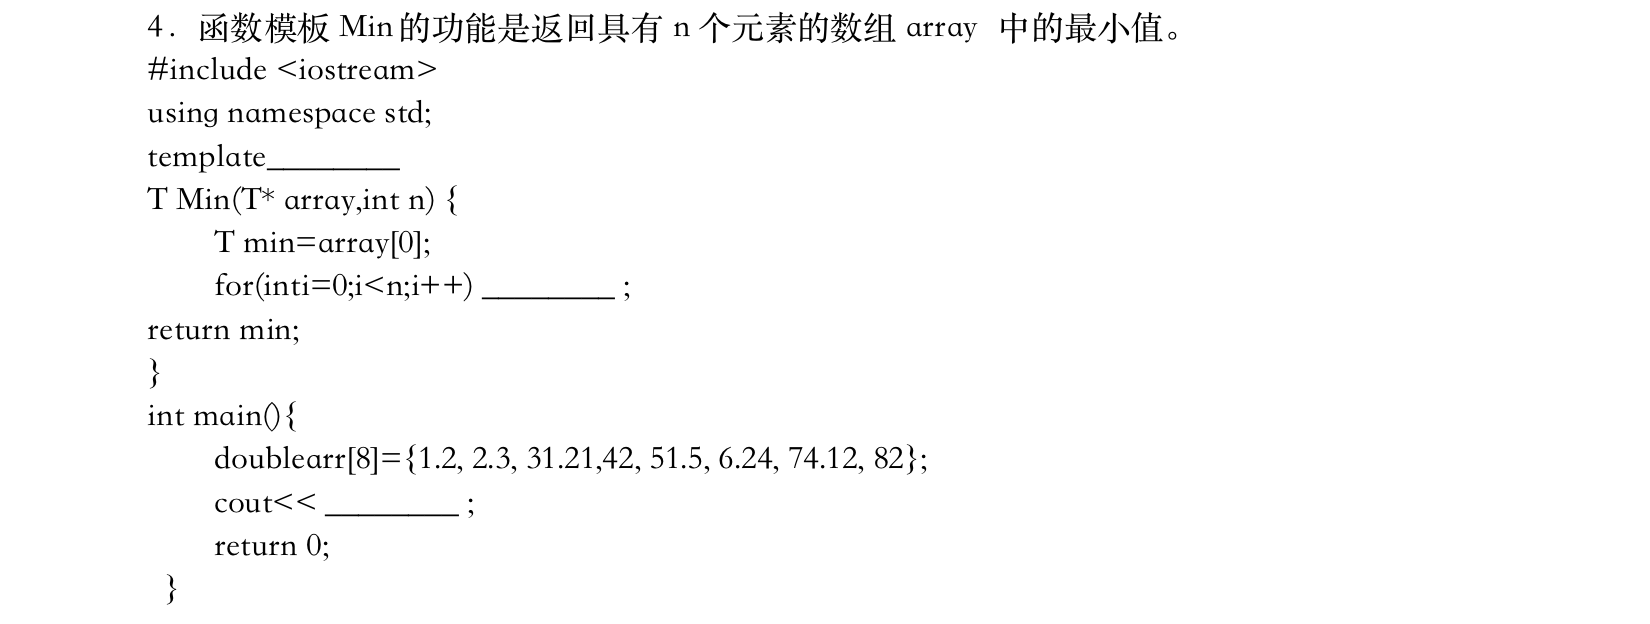 4．函数模板 Min的功能是返回具有 n 个元素的数组 array 中的最小值。
#include <iostream>
using namespace std;
template________
T Min(T* array,int n) {
T min=array[0];
for(inti=0;i<n;i++) ________ ;
return min;
}
int main(){
doublearr[8]={1.2, 2.3, 31.21,42, 51.5, 6.24, 74.12, 82};
cout<< ________ ;
return 0;
}